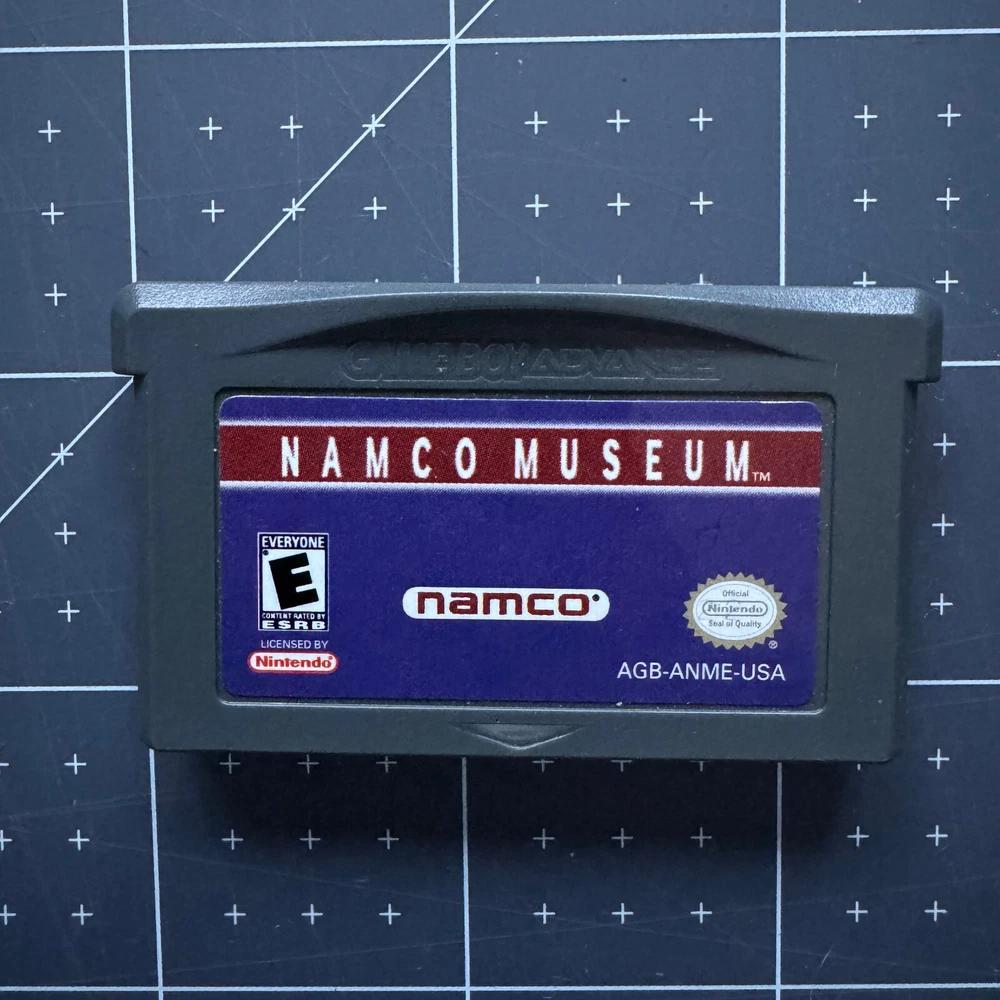 GAME BOY ADVANCE
NAMCO MUSEUM™
EVERYONE
E
CONTENT RATED BY
ESRB
LICENSED BY
Nintendo®
namco®
Official
Nintendo
Seal of Quality
®
AGB-ANME-USA